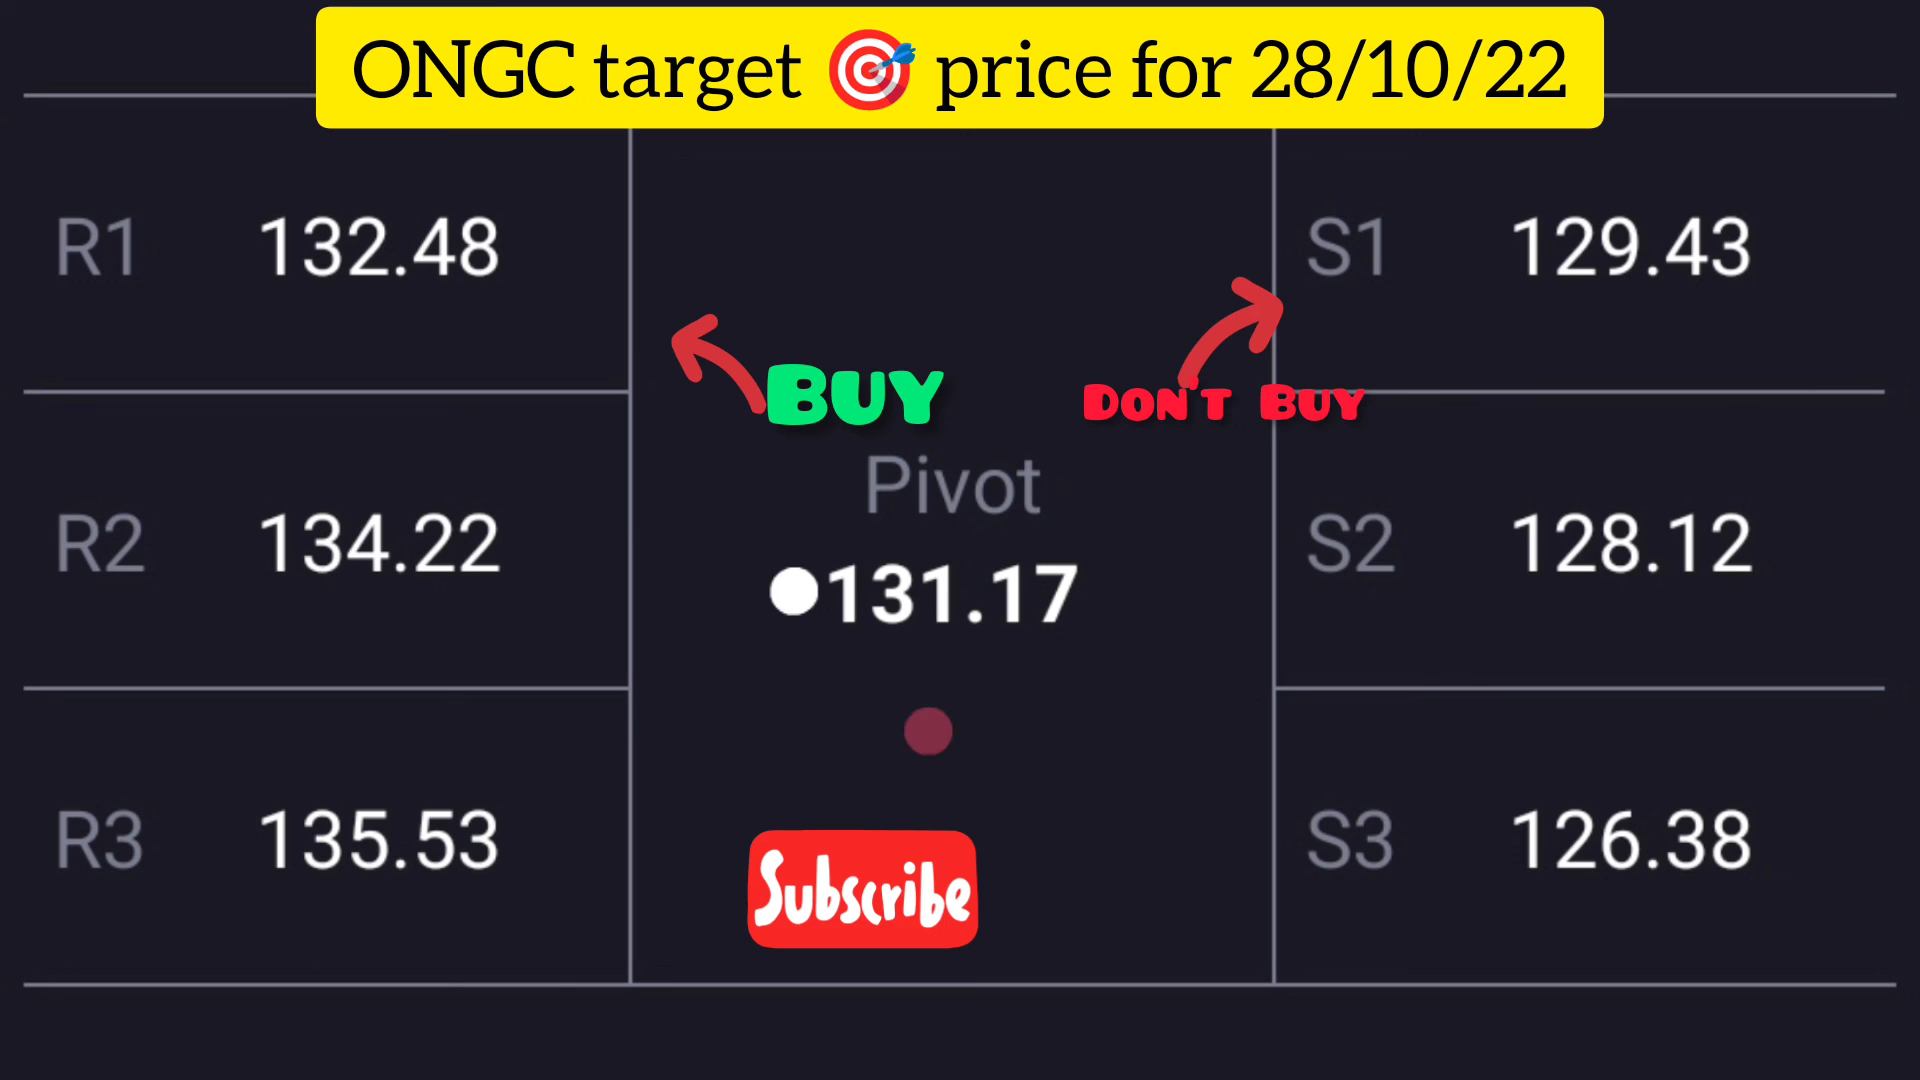 ONGC target 🎯 price for 28/10/22
R1 132.48
S1 129.43
BUY
DON'T BUY
Pivot
R2 134.22
S2 128.12
131.17
R3 135.53
S3 126.38
Subscribe